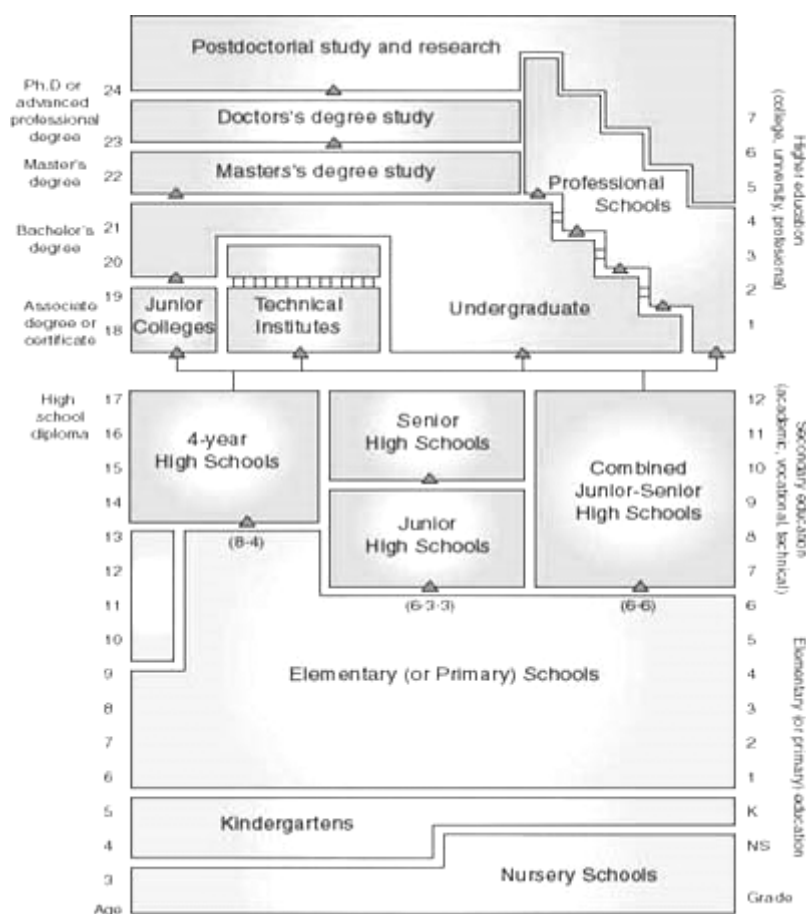 Postdoctorial study and research
Ph.D or
advanced
professional
degree
24
Doctors's degree study
23
Master's
degree
22
Masters's degree study
Professional
Schools
7
6
5
4
3
2
1
Higher education
(college, university, profesional)
Bachelor's
degree
21
20
Associate
degree or
certificate
19
18
Junior
Colleges
Technical
Institutes
Undergraduate
High
school
diploma
17
16
15
14
13
12
11
10
9
8
7
6
4-year
High Schools
(8-4)
Senior
High Schools
Junior
High Schools
(6-3-3)
Combined
Junior-Senior
High Schools
(6-6)
12
11
10
9
8
7
6
5
4
3
2
1
Secondary education
(academic, vocational, technical)
Elementary (or Primary) Schools
Elementary (or primary) education
5
4
3
Age
Kindergartens
Nursery Schools
K
NS
Grade